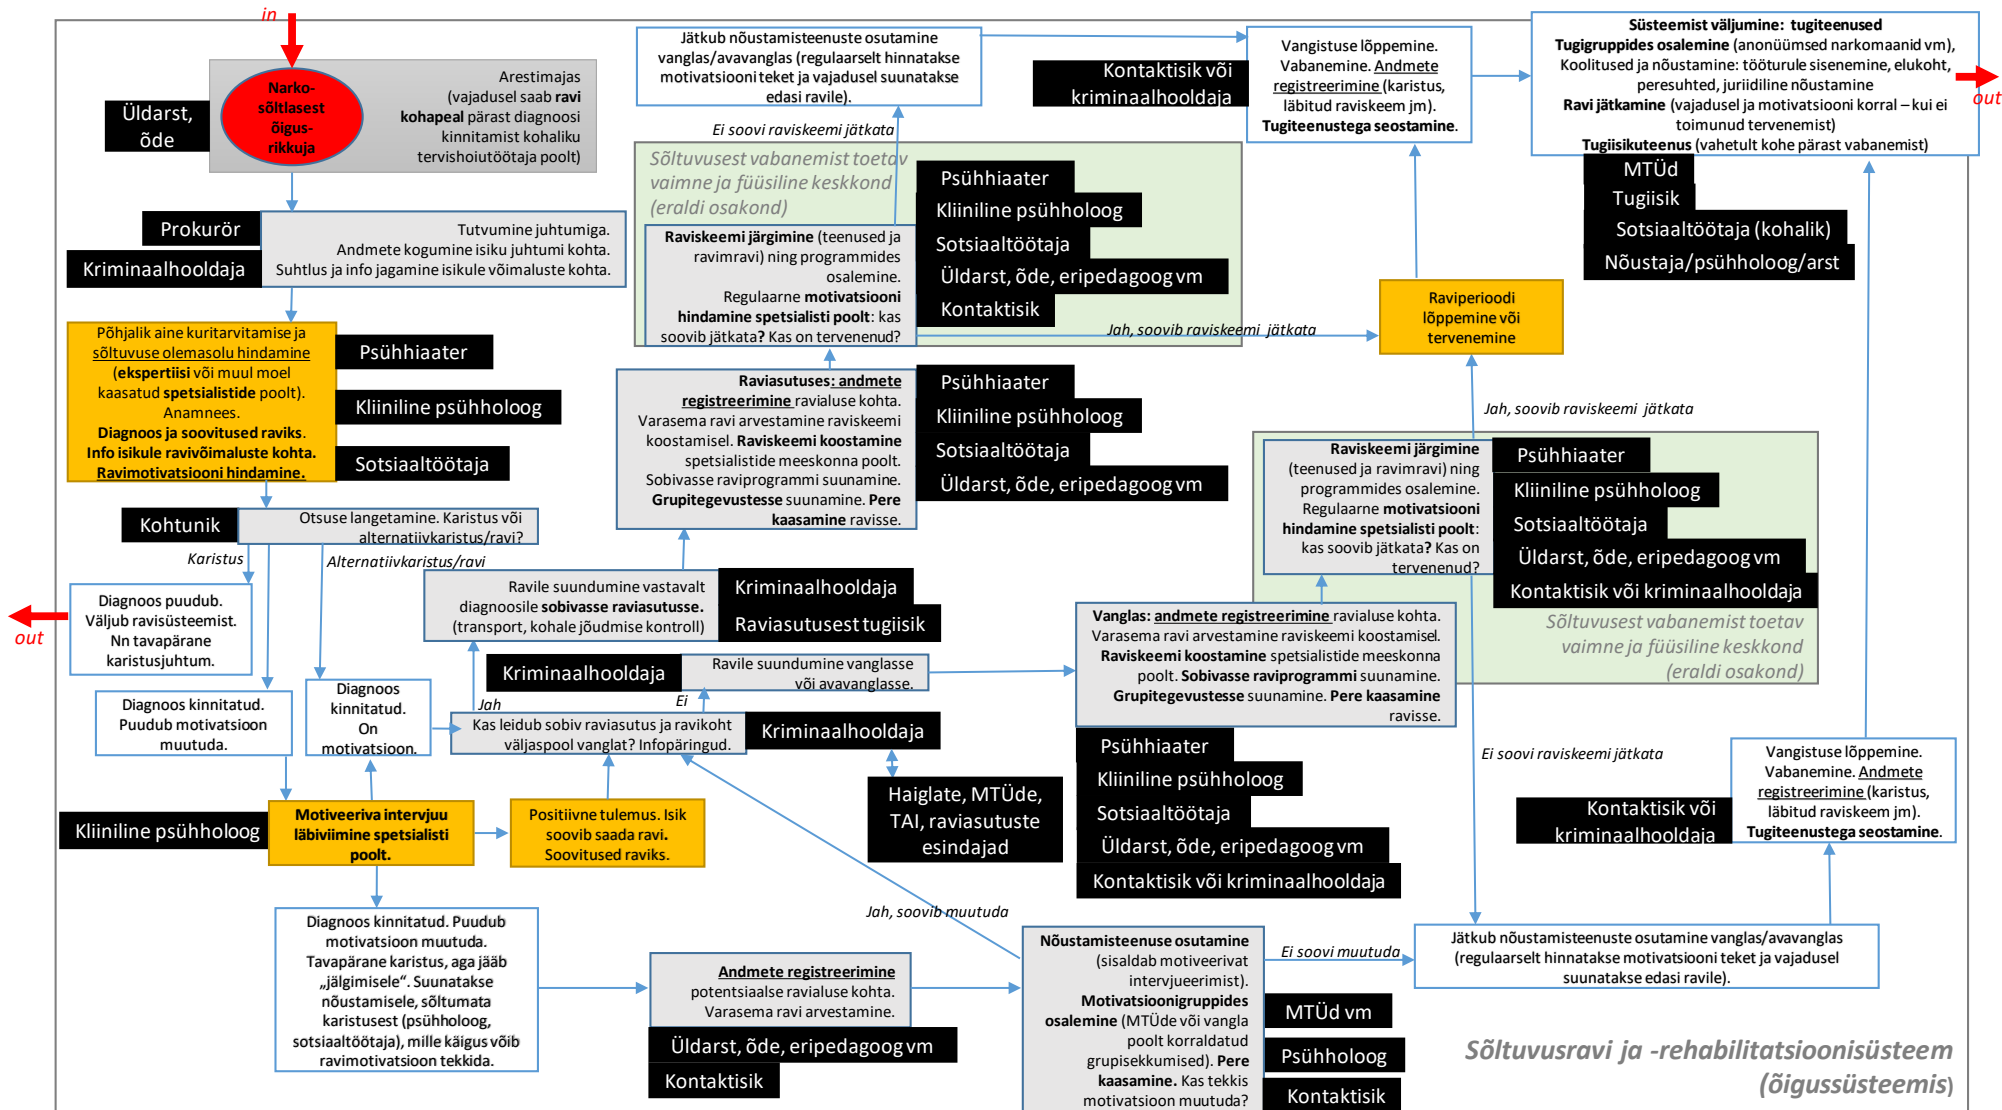 in
Narko-
sõltlasest
õigus-
rikkuja
Arestimajas
(vajadusel saab ravi
kohapeal pärast diagnoosi
kinnitamist kohaliku
tervishoiutöötaja poolt)
Üldarst,
õde
Prokurör
Kriminaalhooldaja
Tutvumine juhtumiga.
Andmete kogumine isiku juhtumi kohta.
Suhtlus ja info jagamine isikule võimaluste kohta.
Põhjalik aine kuritarvitamise ja
sõltuvuse olemasolu hindamine
(ekspertiisi või muul moel
kaasatud spetsialistide poolt).
Anamnees.
Diagnoos ja soovitused raviks.
Info isikule ravivõimaluste kohta.
Ravimotivatsiooni hindamine.
Psühhiaater
Kliiniline psühholoog
Sotsiaaltöötaja
Kohtunik
Otsuse langetamine. Karistus või
alternatiivkaristus/ravi?
Karistus
Alternatiivkaristus/ravi
Diagnoos puudub.
Väljub ravisüsteemist.
Nn tavapärane
karistusjuhtum.
out
Diagnoos kinnitatud.
Puudub motivatsioon
muutuda.
Diagnoos
kinnitatud.
On
motivatsioon.
Kliiniline psühholoog
Motiveeriva intervjuu
läbiviimine spetsialisti
poolt.
Positiivne tulemus. Isik
soovib saada ravi.
Soovitused raviks.
Diagnoos kinnitatud. Puudub
motivatsioon muutuda.
Tavapärane karistus, aga jääb
„jälgimisele“. Suunatakse
nõustamisele, sõltumata
karistusest (psühholoog,
sotsiaaltöötaja), mille käigus võib
ravimotivatsioon tekkida.
Andmete registreerimine
potentsiaalse ravialuse kohta.
Varasema ravi arvestamine.
Üldarst, õde, eripedagoog vm
Kontaktisik
Kas leidub sobiv raviasutus ja ravikoht
väljaspool vanglat? Infopäringud.
Jah
Ei
Kriminaalhooldaja
Haiglate, MTÜde,
TAI, raviasutuste
esindajad
Ravile suundumine vastavalt
diagnoosile sobivasse raviasutusse.
(transport, kohale jõudmise kontroll)
Kriminaalhooldaja
Raviasutusest tugiisik
Kriminaalhooldaja
Ravile suundumine vanglasse
või avavanglasse.
Raviasutuses: andmete
registreerimine ravialuse kohta.
Varasema ravi arvestamine raviskeemi
koostamisel. Raviskeemi koostamine
spetsialistide meeskonna poolt.
Sobivasse raviprogrammi suunamine.
Grupitegevustesse suunamine. Pere
kaasamine ravisse.
Psühhiaater
Kliiniline psühholoog
Sotsiaaltöötaja
Üldarst, õde, eripedagoog vm
Sõltuvusest vabanemist toetav
vaimne ja füüsiline keskkond
(eraldi osakond)
Raviskeemi järgimine (teenused ja
ravimravi) ning programmides
osalemine.
Regulaarne motivatsiooni
hindamine spetsialisti poolt: kas
soovib jätkata? Kas on tervenenud?
Psühhiaater
Kliiniline psühholoog
Sotsiaaltöötaja
Üldarst, õde, eripedagoog vm
Kontaktisik
Ei soovi raviskeemi jätkata
Jah, soovib raviskeemi jätkata
Jätkub nõustamisteenuste osutamine
vanglas/avavanglas (regulaarselt hinnatakse
motivatsiooni teket ja vajadusel suunatakse
edasi ravile).
Kontaktisik või
kriminaalhooldaja
Vangistuse lõppemine.
Vabanemine. Andmete
registreerimine (karistus,
läbitud raviskeem jm).
Tugiteenustega seostamine.
Süsteemist väljumine: tugiteenused
Tugigruppides osalemine (anonüümsed narkomaanid vm),
Koolitused ja nõustamine: tööturule sisenemine, elukoht,
peresuhted, juriidiline nõustamine
Ravi jätkamine (vajadusel ja motivatsiooni korral – kui ei
toimunud tervenemist)
Tugiisikuteenus (vahetult kohe pärast vabanemist)
out
MTÜd
Tugiisik
Sotsiaaltöötaja (kohalik)
Nõustaja/psühholoog/arst
Raviperioodi
lõppemine või
tervenemine
Jah, soovib raviskeemi jätkata
Raviskeemi järgimine
(teenused ja ravimravi) ning
programmides osalemine.
Regulaarne motivatsiooni
hindamine spetsialisti poolt:
kas soovib jätkata? Kas on
tervenenud?
Psühhiaater
Kliiniline psühholoog
Sotsiaaltöötaja
Üldarst, õde, eripedagoog vm
Kontaktisik või kriminaalhooldaja
Sõltuvusest vabanemist toetav
vaimne ja füüsiline keskkond
(eraldi osakond)
Vanglas: andmete registreerimine ravialuse kohta.
Varasema ravi arvestamine raviskeemi koostamisel.
Raviskeemi koostamine spetsialistide meeskonna
poolt. Sobivasse raviprogrammi suunamine.
Grupitegevustesse suunamine. Pere kaasamine
ravisse.
Psühhiaater
Kliiniline psühholoog
Sotsiaaltöötaja
Üldarst, õde, eripedagoog vm
Kontaktisik või kriminaalhooldaja
Ei soovi raviskeemi jätkata
Vangistuse lõppemine.
Vabanemine. Andmete
registreerimine (karistus,
läbitud raviskeem jm).
Tugiteenustega seostamine.
Kontaktisik või
kriminaalhooldaja
Jah, soovib muutuda
Nõustamisteenuse osutamine
(sisaldab motiveerivat
intervjueerimist).
Motivatsioonigruppides
osalemine (MTÜde või vangla
poolt korraldatud
grupisekkumised). Pere
kaasamine. Kas tekkis
motivatsioon muutuda?
Ei soovi muutuda
MTÜd vm
Psühholoog
Kontaktisik
Jätkub nõustamisteenuste osutamine vanglas/avavanglas
(regulaarselt hinnatakse motivatsiooni teket ja vajadusel
suunatakse edasi ravile).
Sõltuvusravi ja -rehabilitatsioonisüsteem
(õigussüsteemis)